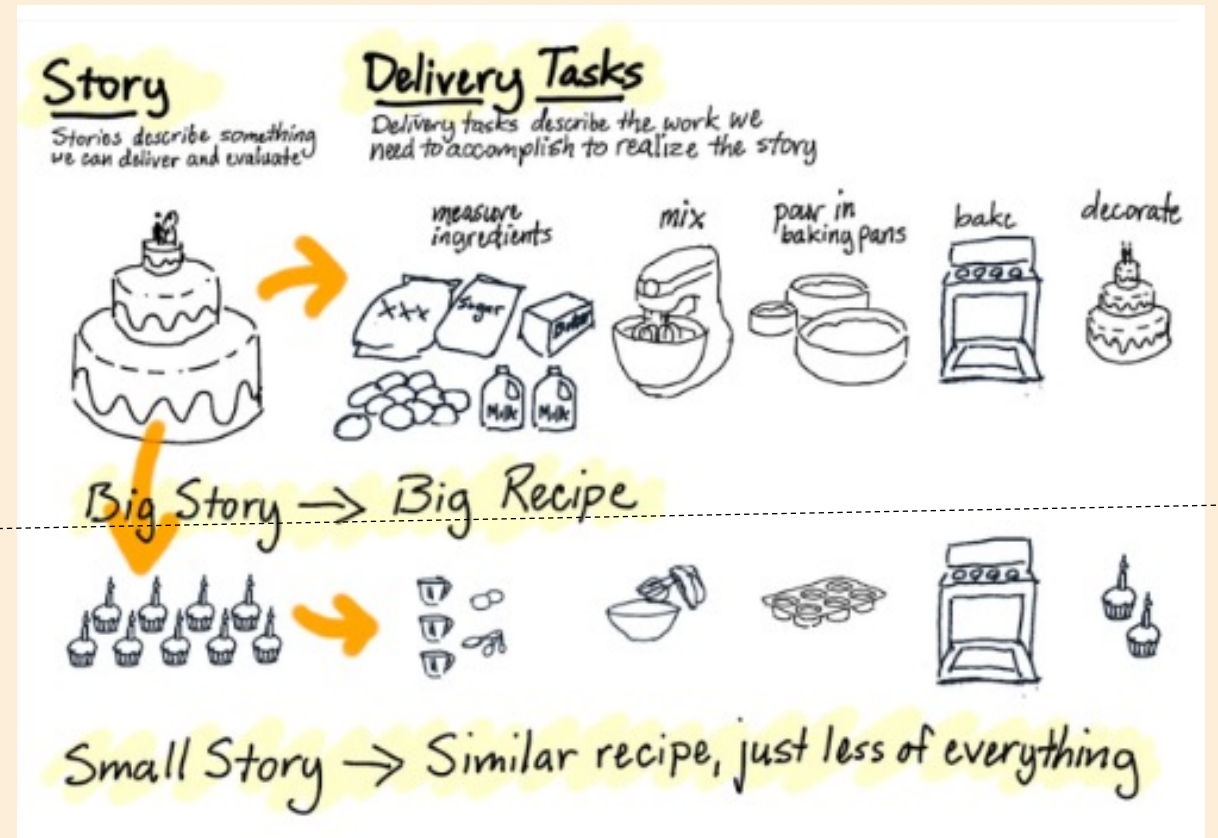 Story
Stories describe something
we can deliver and evaluate
Delivery Tasks
Delivery tasks describe the work we
need to accomplish to realize the story
measure
ingredients
mix
pour in
baking pans
bake
decorate
XXX
Sugar
Butter
Milk
Milk
Big Story → Big Recipe
Small Story → Similar recipe, just less of everything